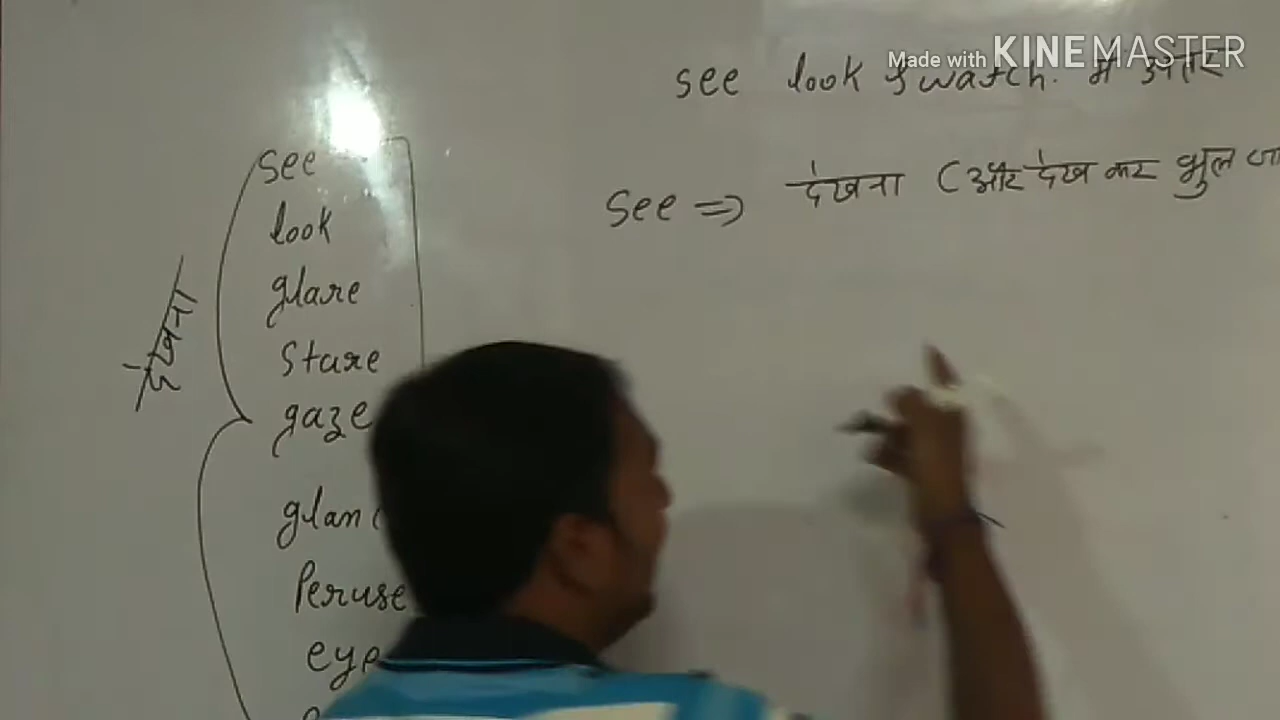 Made with KINEMASTER
see look & watch. में अंतर
see => देखना (और देख कर भुल जा
देखना
see
look
glare
stare
gaze
glanc
Peruse
eye